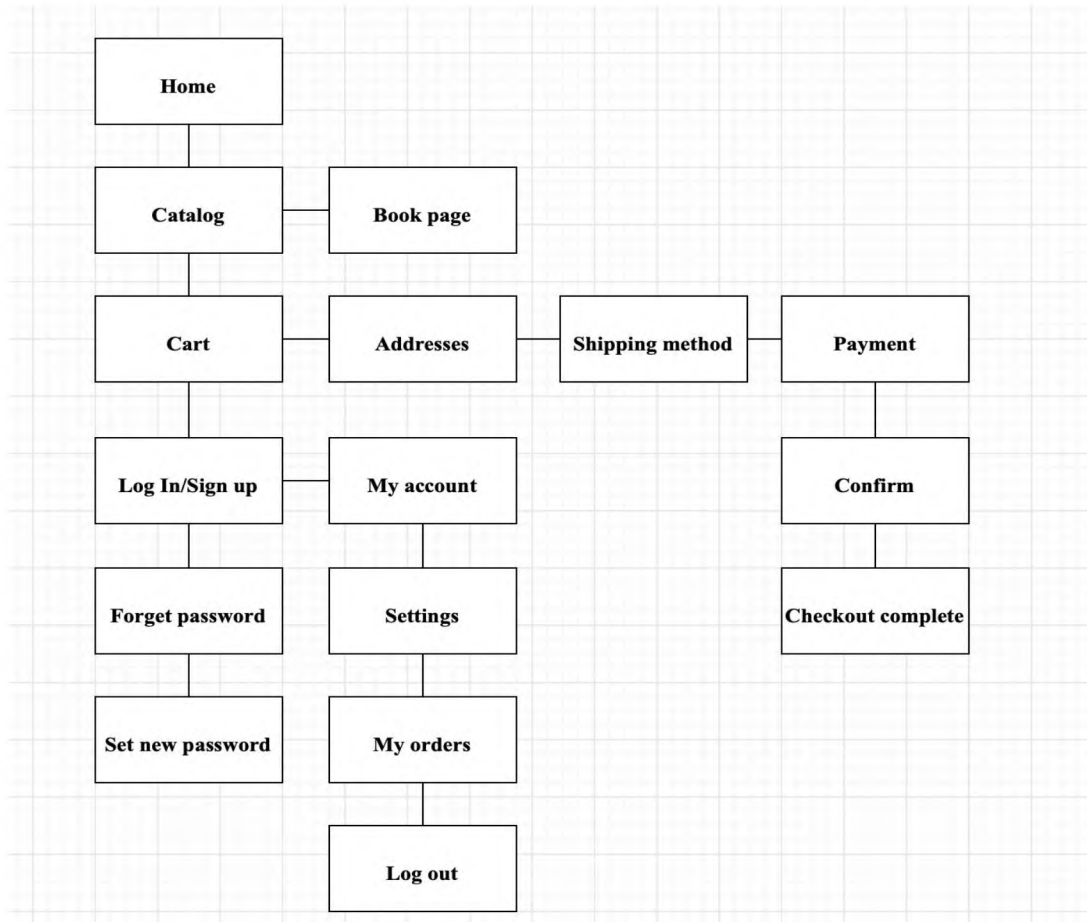 Home
Catalog
Book page
Cart
Addresses
Shipping method
Payment
Log In/Sign up
My account
Confirm
Forget password
Settings
Checkout complete
Set new password
My orders
Log out